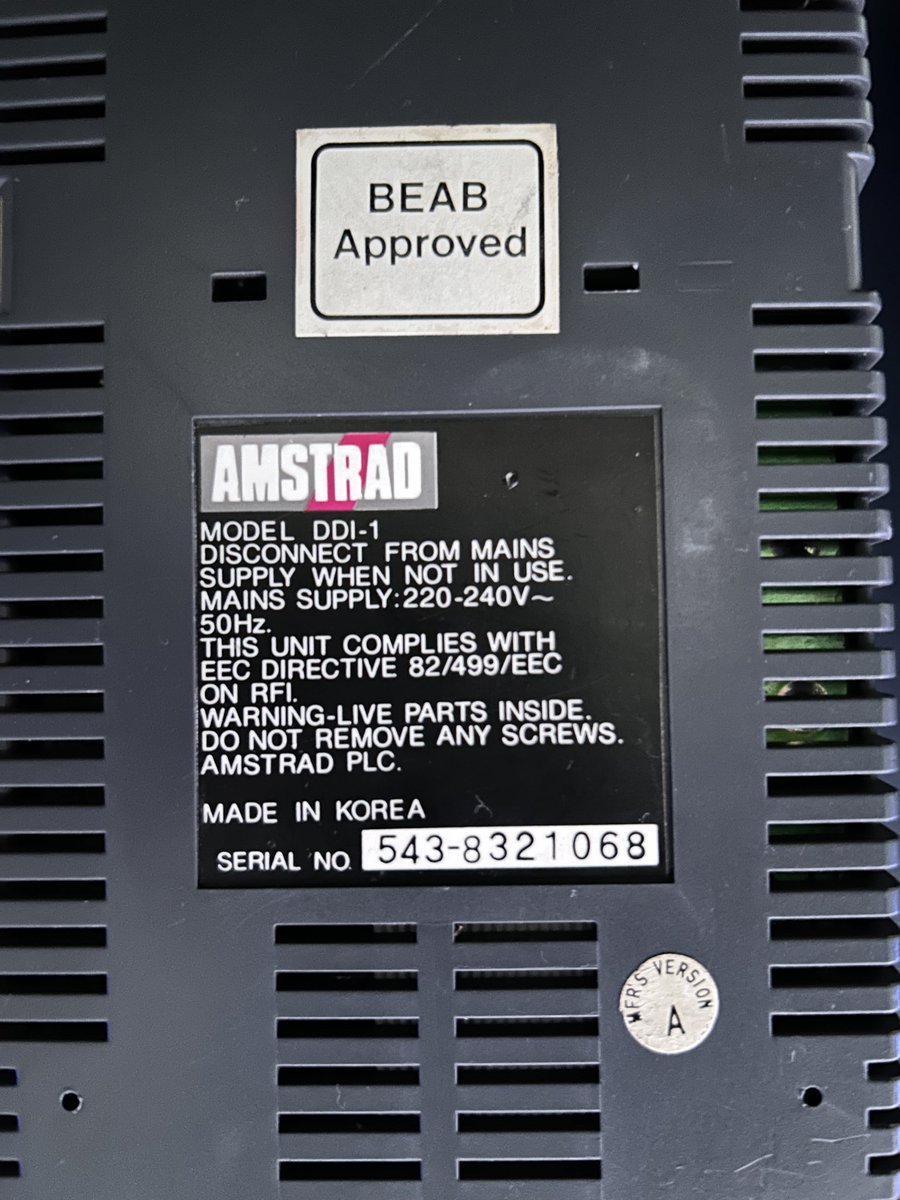 BEAB
Approved
AMSTRAD
MODEL DDI-1
DISCONNECT FROM MAINS
SUPPLY WHEN NOT IN USE.
MAINS SUPPLY:220-240V~
50Hz.
THIS UNIT COMPLIES WITH
EEC DIRECTIVE 82/499/EEC
ON RFI.
WARNING-LIVE PARTS INSIDE.
DO NOT REMOVE ANY SCREWS.
AMSTRAD PLC.
MADE IN KOREA
SERIAL NO. 543-8321068
MFR'S VERSION
A